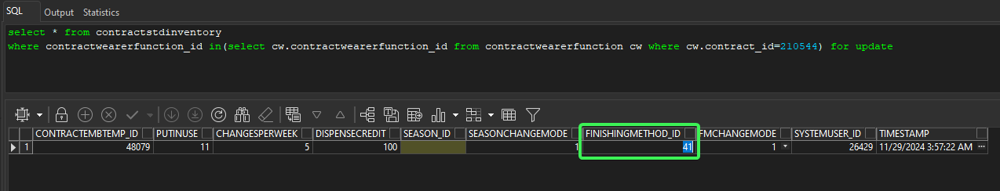 SQL Output Statistics
select * from contractstdinventory
where contractwearerfunction_id in(select cw.contractwearerfunction_id from contractwearerfunction cw where cw.contract_id=210544) for update
CONTRACTEMBTEMP_ID PUTINUSE CHANGESPERWEEK DISPENSECREDIT SEASON_ID SEASONCHANGEMODE FINISHINGMETHOD_ID FMCHANGEMODE SYSTEMUSER_ID TIMESTAMP
1 48079 11 5 100 1 41 1 26429 11/29/2024 3:57:22 AM ···